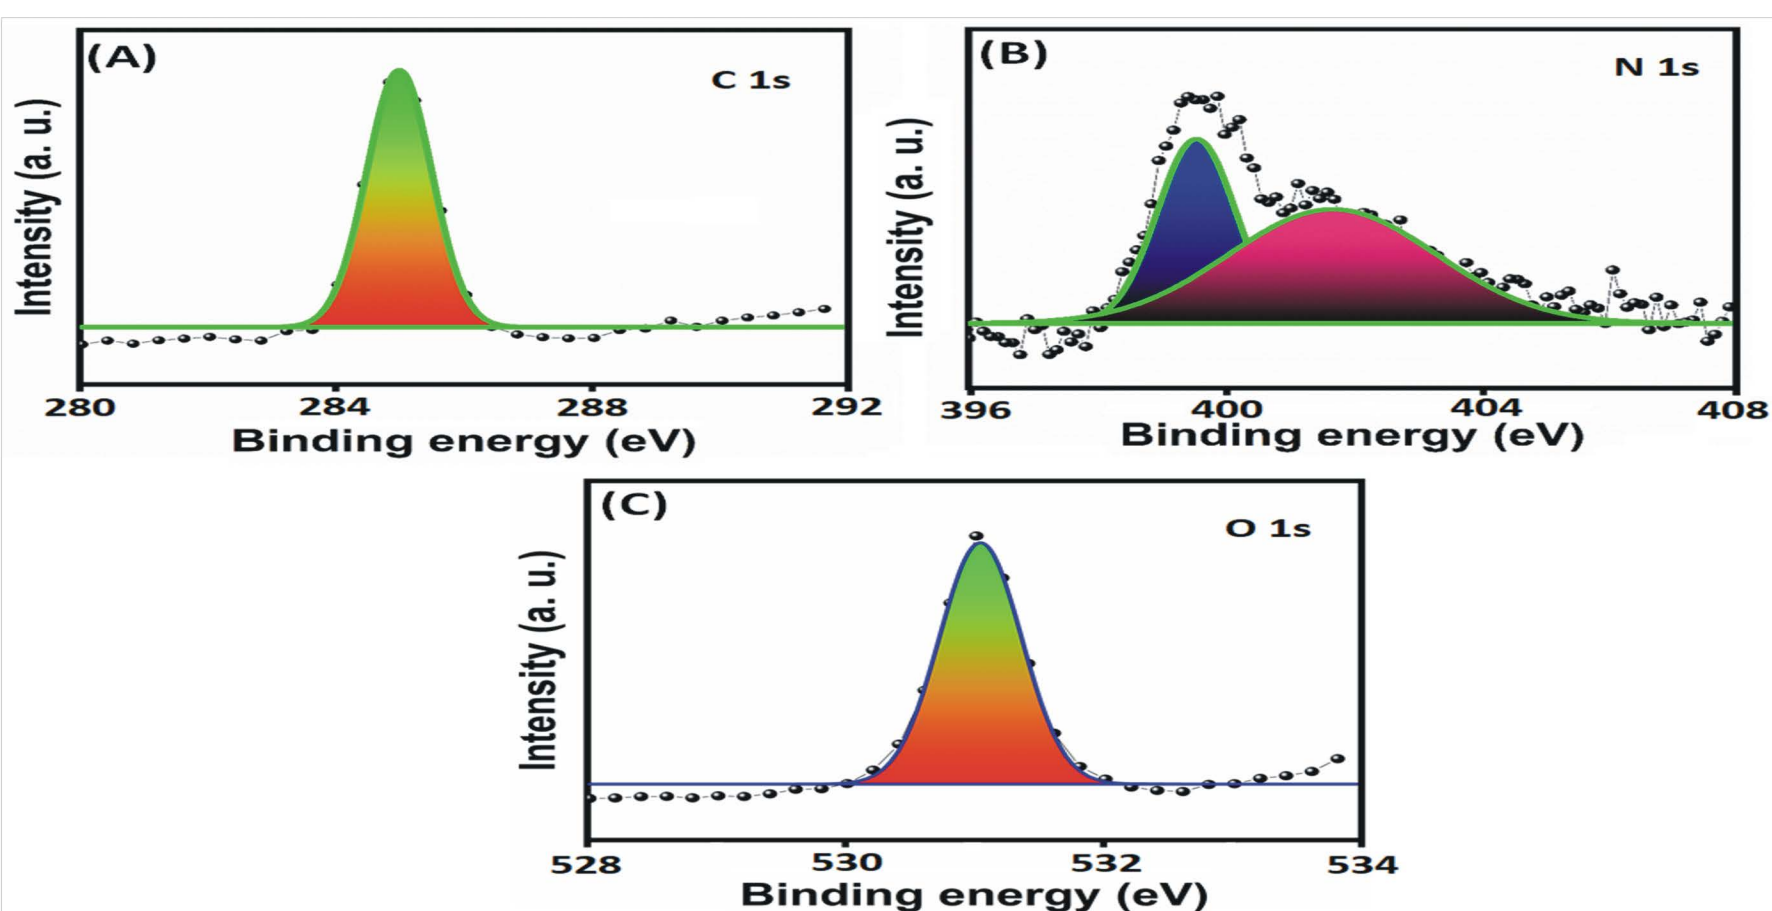 (A)
C 1s
Intensity (a. u.)
280 284 288 292
Binding energy (eV)
(B)
N 1s
Intensity (a. u.)
396 400 404 408
Binding energy (eV)
(C)
O 1s
Intensity (a. u.)
528 530 532 534
Binding energy (eV)